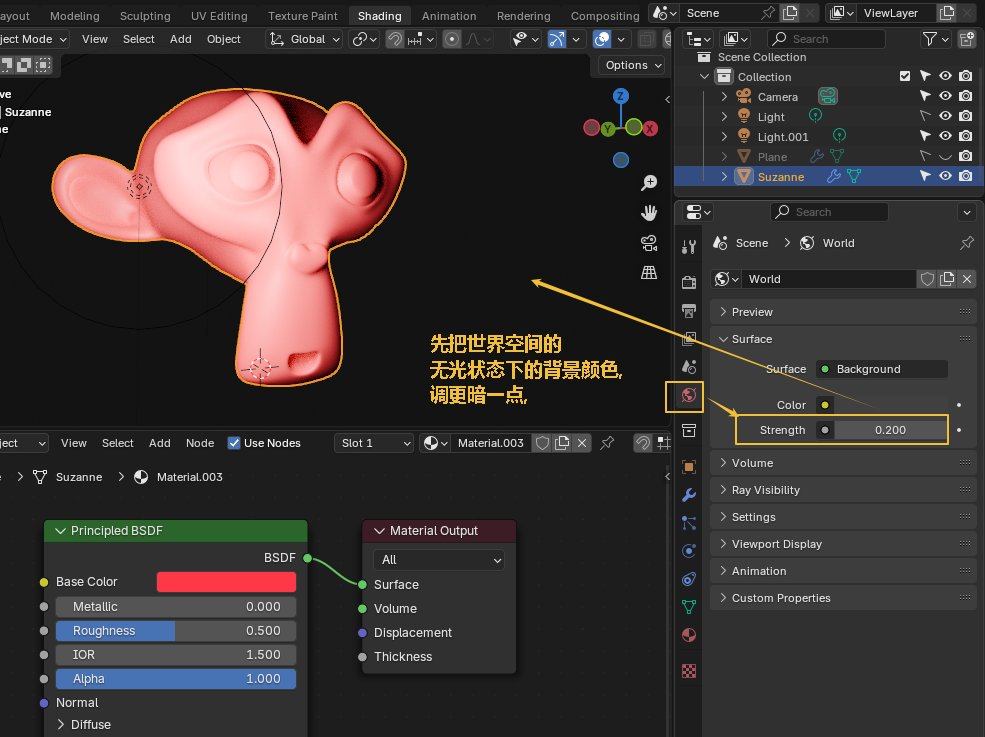 ayout Modeling Sculpting UV Editing Texture Paint Shading Animation Rendering Compositing Scene ViewLayer
ject Mode View Select Add Object Global
Search
Options
Scene Collection
Collection
Camera
Light
Light.001
Plane
Suzanne
ve
| Suzanne
ne
Z
Y
X
Search
Scene > World
World
Preview
Surface
Surface Background
Color
Strength 0.200
Volume
Ray Visibility
Settings
Viewport Display
Animation
Custom Properties
先把世界空间的
无光状态下的背景颜色,
调更暗一点,
ject View Select Add Node Use Nodes Slot 1 Material.003
e > Suzanne > Material.003
Principled BSDF
BSDF
Base Color
Metallic 0.000
Roughness 0.500
IOR 1.500
Alpha 1.000
Normal
Diffuse
Material Output
All
Surface
Volume
Displacement
Thickness